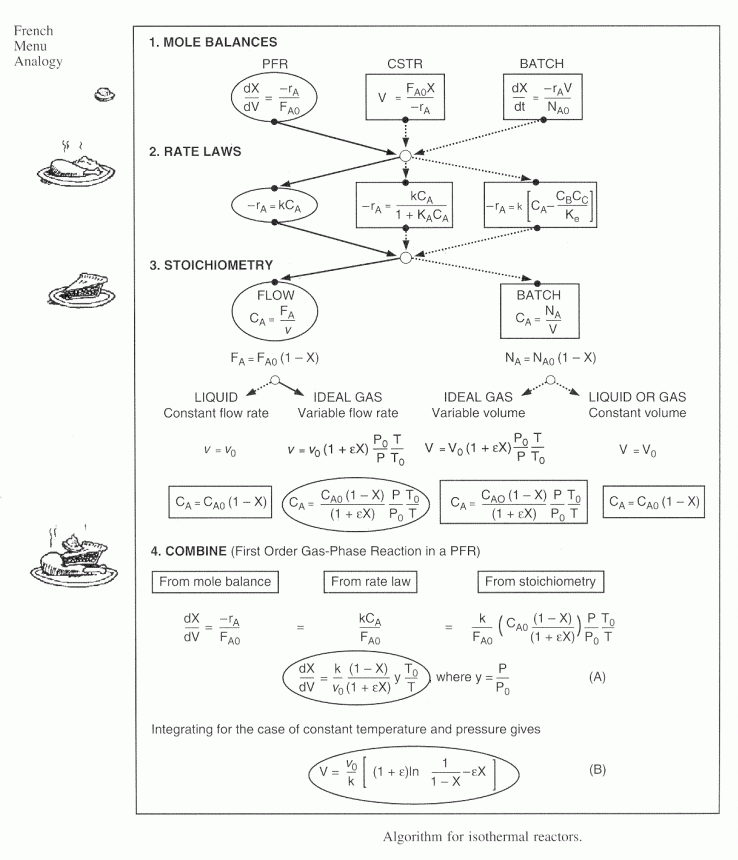 French
Menu
Analogy
1. MOLE BALANCES
PFR CSTR BATCH
dX/dV = -r_A/F_A0 V = F_A0 X/-r_A dX/dt = -r_A V/N_A0
2. RATE LAWS
-r_A = kC_A -r_A = kC_A/(1 + K_A C_A) -r_A = k [C_A - C_B C_C/K_e]
3. STOICHIOMETRY
FLOW BATCH
C_A = F_A/v C_A = N_A/V
F_A = F_A0 (1 – X) N_A = N_A0 (1 – X)
LIQUID IDEAL GAS IDEAL GAS LIQUID OR GAS
Constant flow rate Variable flow rate Variable volume Constant volume
v = v_0 v = v_0 (1 + εX) P_0/P T/T_0 V = V_0 (1 + εX) P_0/P T/T_0 V = V_0
C_A = C_A0 (1 – X) C_A = C_A0 (1 – X)/(1 + εX) P/P_0 T_0/T C_A = C_AO (1 – X)/(1 + εX) P/P_0 T_0/T C_A = C_A0 (1 – X)
4. COMBINE (First Order Gas-Phase Reaction in a PFR)
From mole balance From rate law From stoichiometry
dX/dV = -r_A/F_A0 = kC_A/F_A0 = k/F_A0 (C_A0 (1 – X)/(1 + εX)) P/P_0 T_0/T
dX/dV = k/v_0 (1 – X)/(1 + εX) y T_0/T, where y = P/P_0 (A)
Integrating for the case of constant temperature and pressure gives
V = v_0/k [ (1 + ε)ln 1/(1 – X) – εX ] (B)
Algorithm for isothermal reactors.